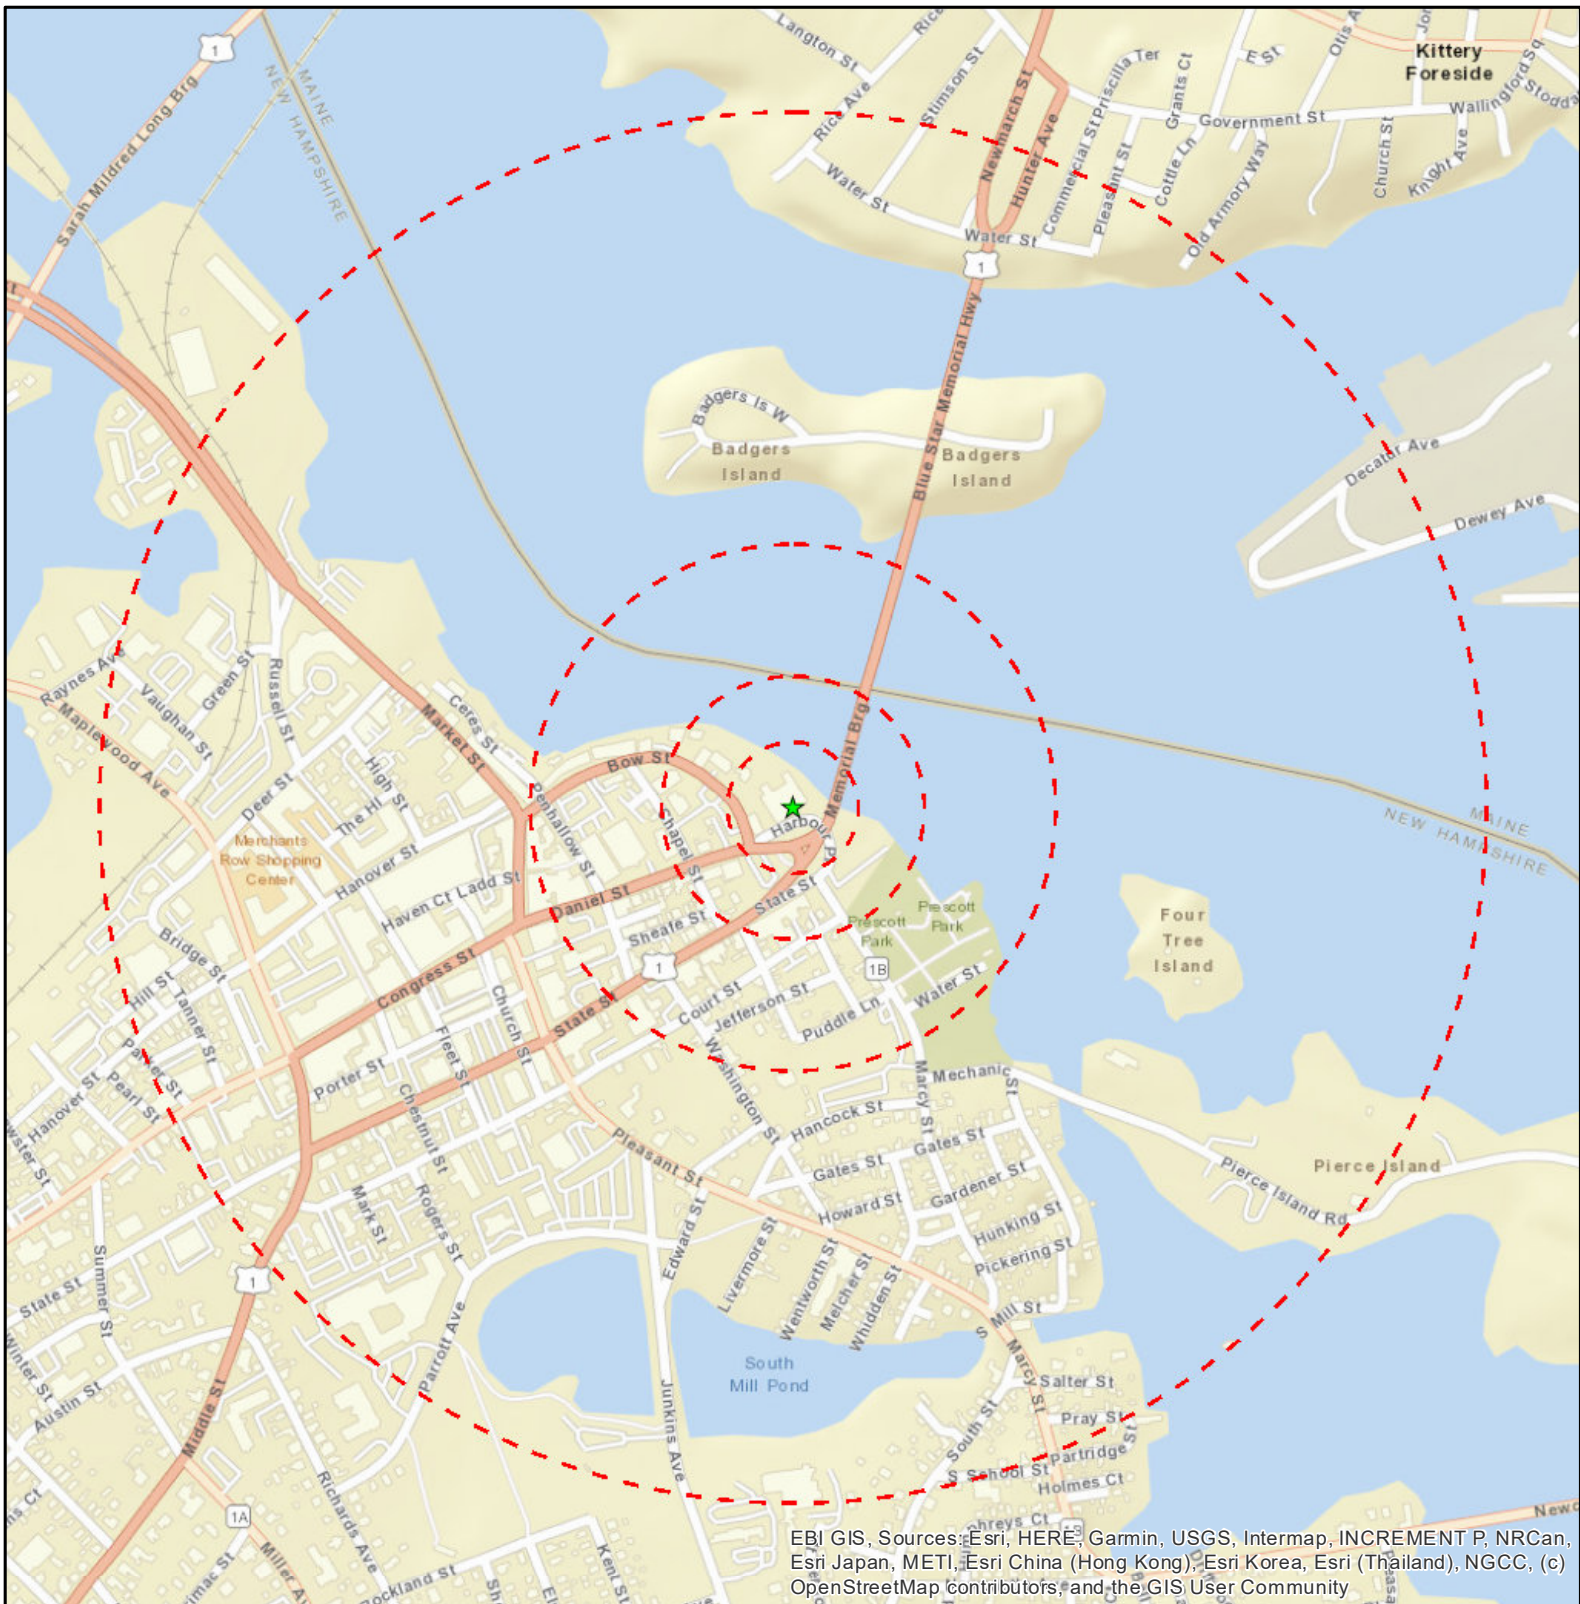 1
Sarah Mildred Long Brg
MAINE
NEW HAMPSHIRE
Langton St
Rice Ave
Stimson St
Water St
Newmarch St
Hunter Ave
Commercial St
Priscilla Ter
Pleasant St
Grants Ct
Cottle Ln
E St
Government St
Old Armory Way
Church St
Knight Ave
Kittery
Foreside
Wallingford Sq
Water St
1
Blue Star Memorial Hwy
Badgers Is W
Badgers
Island
Badgers
Island
Decatur Ave
Dewey Ave
Raynes Ave
Vaughan St
Green St
Russell St
Maplewood Ave
Deer St
High St
The Hl
Market St
Ceres St
Bow St
Penhallow St
Chapel St
Memorial Brg
Harbour Pl
MAINE
NEW HAMPSHIRE
Merchants
Row Shopping
Center
Hanover St
Haven Ct
Ladd St
Daniel St
Sheafe St
State St
Prescott
Park
Prescott
Park
Four
Tree
Island
Bridge St
Hill St
Tanner St
Congress St
Church St
Fleet St
State St
1
1B
Court St
Jefferson St
Puddle Ln
Water St
Parker St
Pearl St
Hanover St
Porter St
Chestnut St
Washington St
Marcy St
Mechanic St
Hancock St
Gates St
Gates St
Gardener St
Howard St
Hunking St
Pickering St
Pleasant St
Pierce Island
Pierce Island Rd
Mark St
Rogers St
Edward St
Livermore St
Wentworth St
Melcher St
Whidden St
S Mill St
Summer St
State St
1
Winter St
Austin St
Middle St
Parrott Ave
South
Mill Pond
Junkins Ave
Marcy St
Salter St
Pray St
South St
Partridge St
S School St
Holmes Ct
Richards Ave
1A
Miller Av
Rockland St
Kent St
1B
EBI GIS, Sources: Esri, HERE, Garmin, USGS, Intermap, INCREMENT P, NRCan,
Esri Japan, METI, Esri China (Hong Kong), Esri Korea, Esri (Thailand), NGCC, (c)
OpenStreetMap contributors, and the GIS User Community